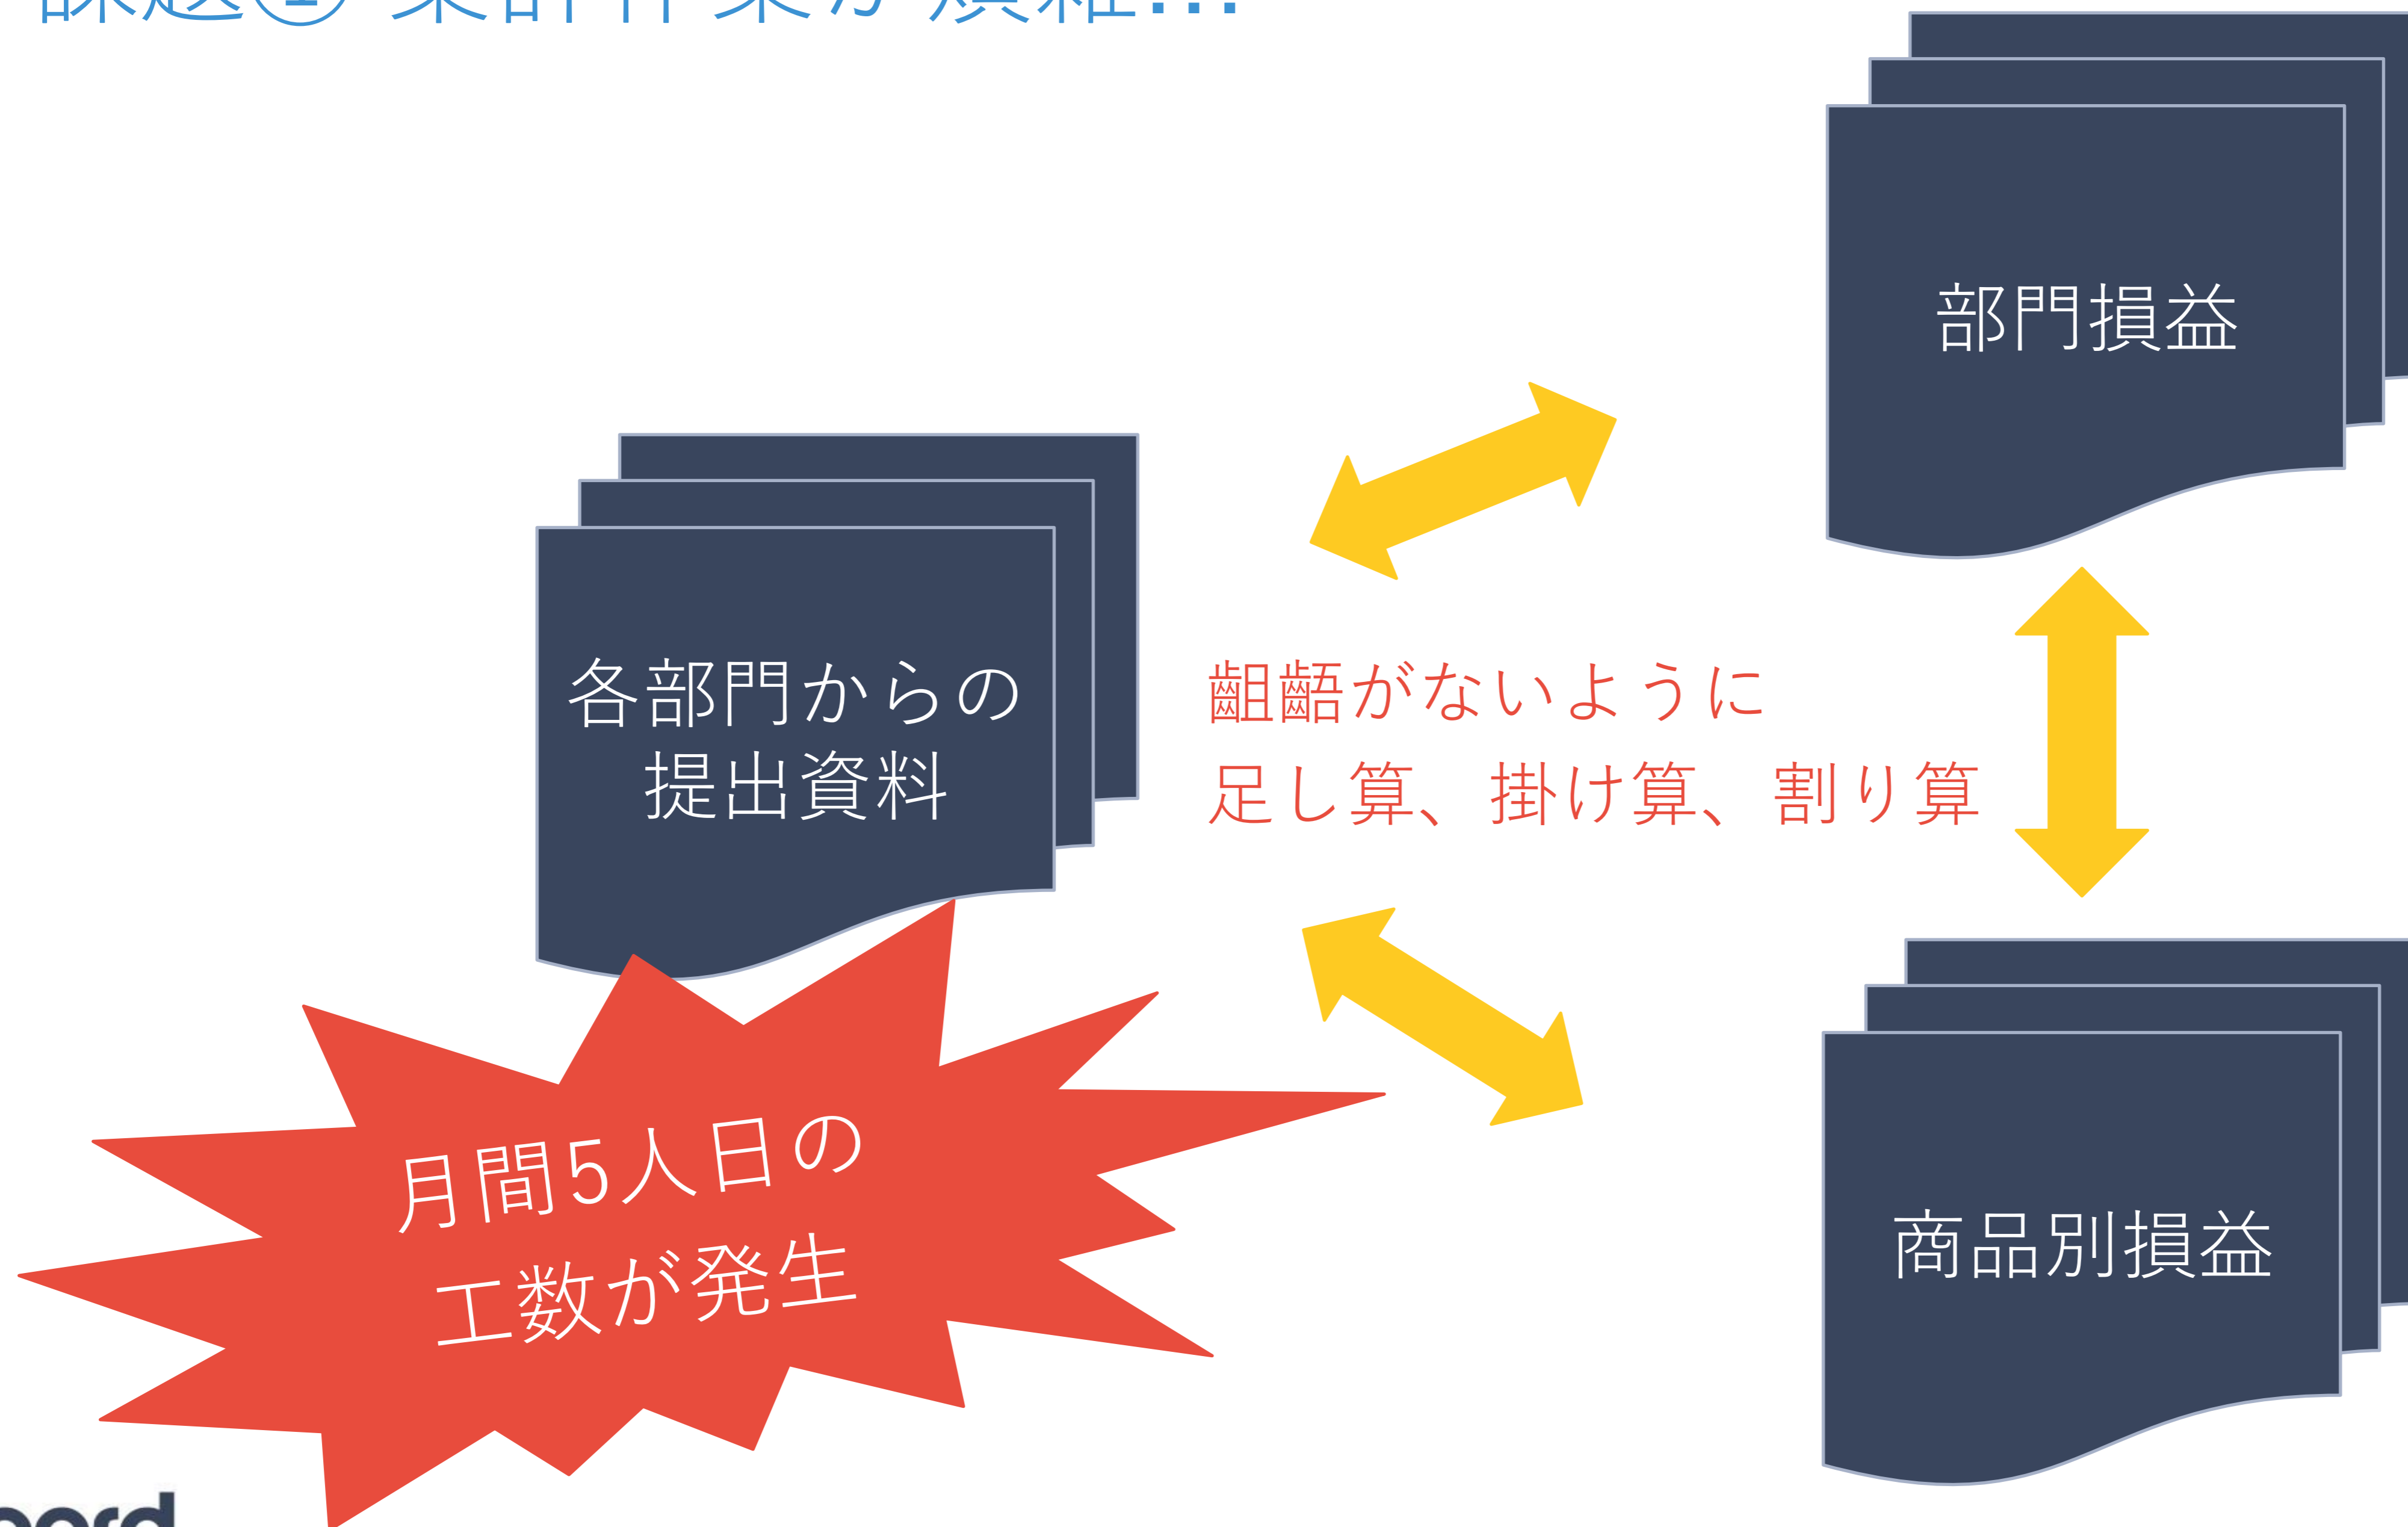 部門損益
各部門からの
提出資料
齟齬がないように
足し算、掛け算、割り算
月間5人日の
工数が発生
商品別損益